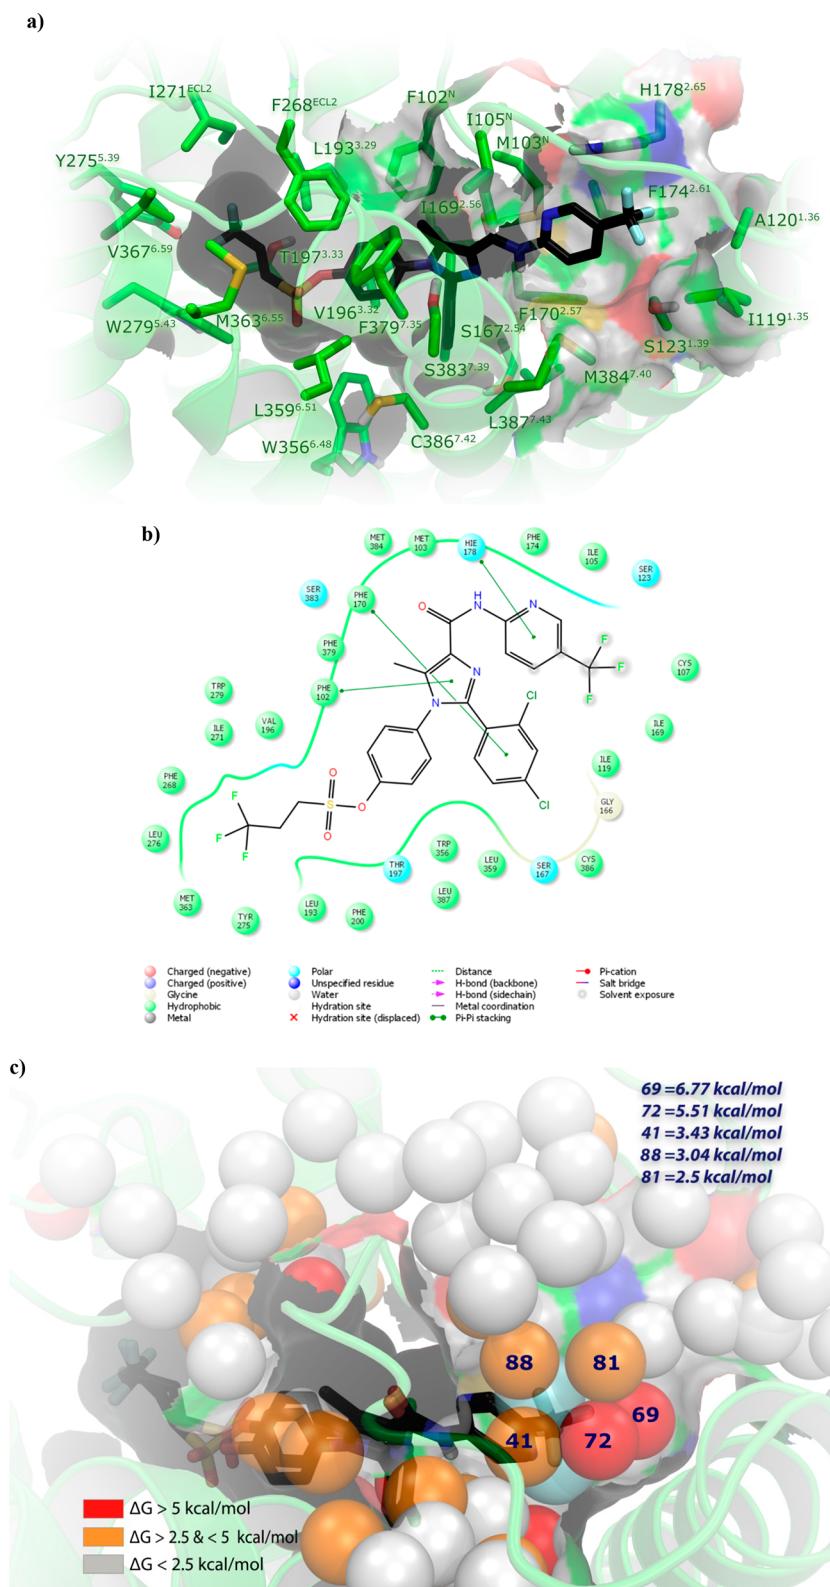 a)
I271ECL2
F268ECL2
F102N
H1782.65
L1933.29
I105N
M103N
Y2755.39
I1692.56
F1742.61
A1201.36
V3676.59
T1973.33
W2795.43
M3636.55
V1963.32
F3797.35
S1672.54
F1702.57
I1191.35
S1231.39
S3837.39
M3847.40
L3596.51
L3877.43
W3566.48
C3867.42
b)
MET 384
MET 103
HIE 178
PHE 174
ILE 105
SER 123
SER 383
PHE 170
H
O
N
N
PHE 379
F
F
F
CYS 107
TRP 279
PHE 102
N
N
Cl
ILE 271
VAL 196
ILE 169
PHE 268
ILE 119
O
F
S
O
Cl
GLY 166
F
F
O
LEU 276
TRP 356
THR 197
LEU 359
SER 167
CYS 386
MET 363
LEU 193
LEU 387
TYR 275
PHE 200
Charged (negative)
Polar
Distance
Pi-cation
Charged (positive)
Unspecified residue
H-bond (backbone)
Salt bridge
Glycine
Water
H-bond (sidechain)
Solvent exposure
Hydrophobic
Hydration site
Metal coordination
Metal
Hydration site (displaced)
Pi-Pi stacking
c)
69 =6.77 kcal/mol
72 =5.51 kcal/mol
41 =3.43 kcal/mol
88 =3.04 kcal/mol
81 =2.5 kcal/mol
88
81
69
41
72
ΔG > 5 kcal/mol
ΔG > 2.5 & < 5 kcal/mol
ΔG < 2.5 kcal/mol